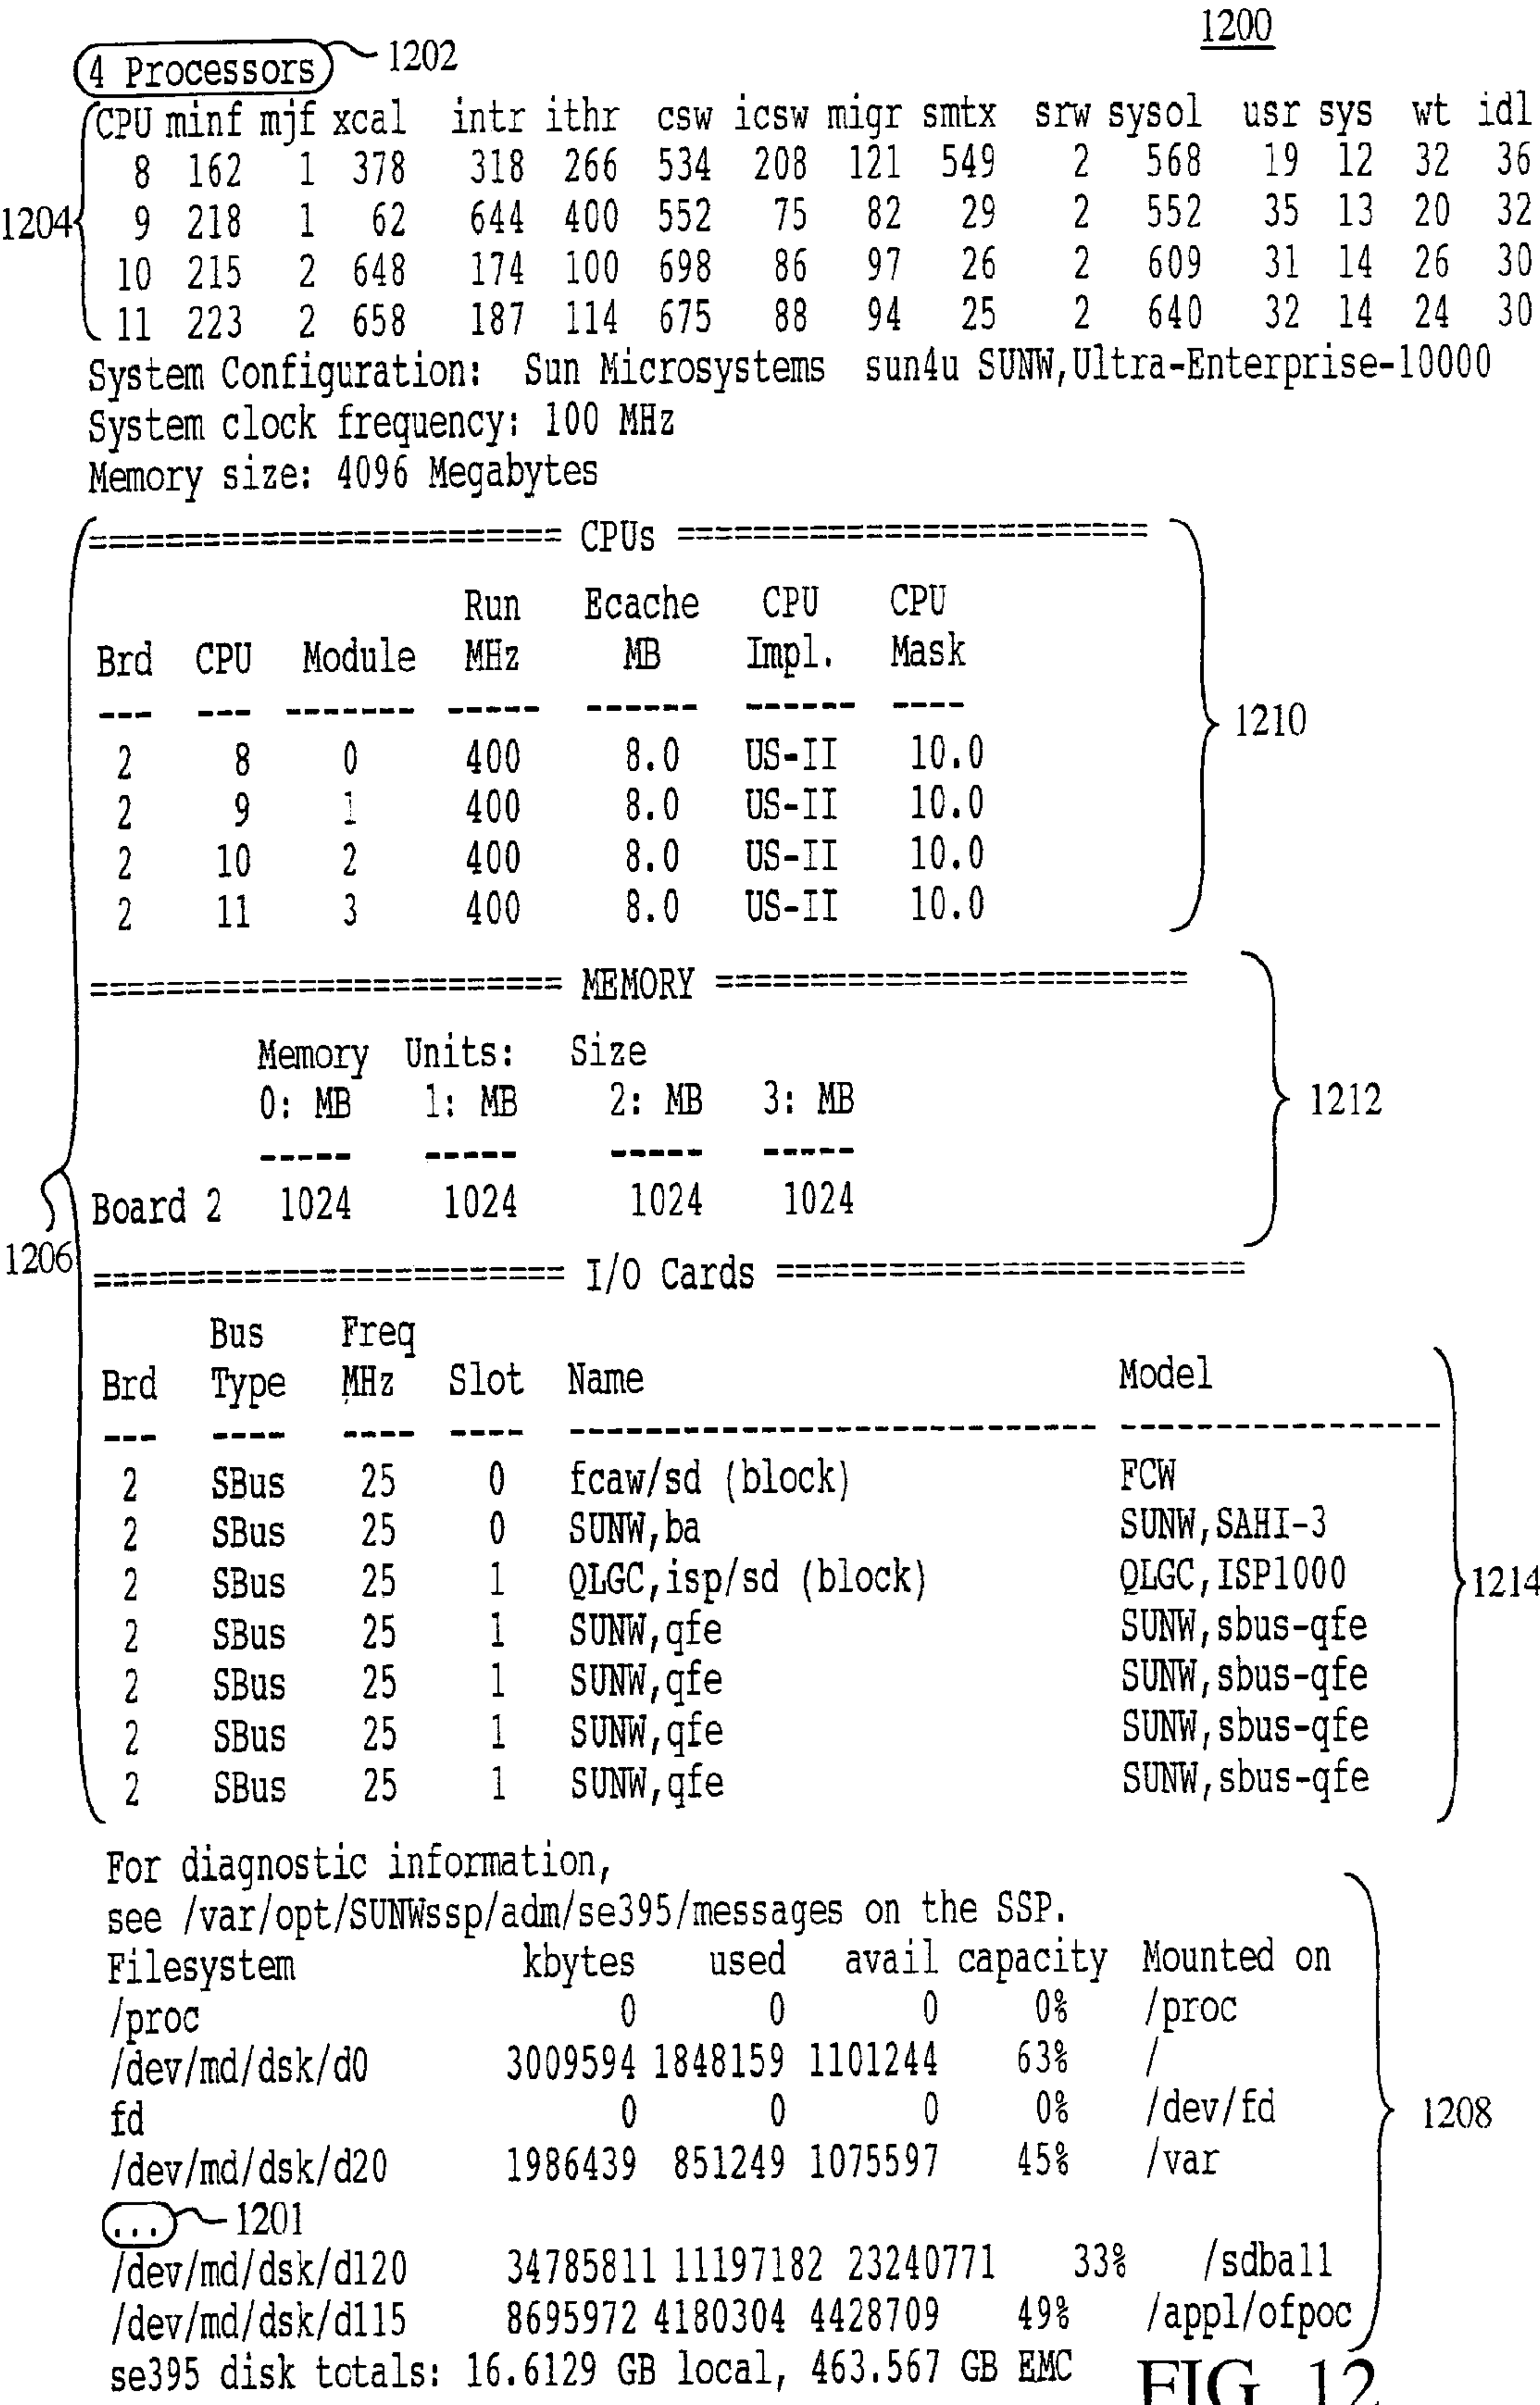 1200
4 Processors 1202
CPU minf mjf xcal intr ithr csw icsw migr smtx srw sysol usr sys wt idl
8 162 1 378 318 266 534 208 121 549 2 568 19 12 32 36
1204 9 218 1 62 644 400 552 75 82 29 2 552 35 13 20 32
10 215 2 648 174 100 698 86 97 26 2 609 31 14 26 30
11 223 2 658 187 114 675 88 94 25 2 640 32 14 24 30
System Configuration: Sun Microsystems sun4u SUNW,Ultra-Enterprise-10000
System clock frequency: 100 MHz
Memory size: 4096 Megabytes
========================= CPUs =========================
Run Ecache CPU CPU
Brd CPU Module MHz MB Impl. Mask
--- --- ------- ----- ------ ------ ----
1210
2 8 0 400 8.0 US-II 10.0
2 9 1 400 8.0 US-II 10.0
2 10 2 400 8.0 US-II 10.0
2 11 3 400 8.0 US-II 10.0
========================= MEMORY =========================
Memory Units: Size
0: MB 1: MB 2: MB 3: MB 1212
----- ----- ----- -----
Board 2 1024 1024 1024 1024
1206
========================= I/O Cards =========================
Bus Freq
Brd Type MHz Slot Name Model
--- ---- ---- ---- ---------------------------- -----------------
2 SBus 25 0 fcaw/sd (block) FCW
2 SBus 25 0 SUNW,ba SUNW,SAHI-3
2 SBus 25 1 QLGC,isp/sd (block) QLGC,ISP1000 1214
2 SBus 25 1 SUNW,qfe SUNW,sbus-qfe
2 SBus 25 1 SUNW,qfe SUNW,sbus-qfe
2 SBus 25 1 SUNW,qfe SUNW,sbus-qfe
2 SBus 25 1 SUNW,qfe SUNW,sbus-qfe
For diagnostic information,
see /var/opt/SUNWssp/adm/se395/messages on the SSP.
Filesystem kbytes used avail capacity Mounted on
/proc 0 0 0 0% /proc
/dev/md/dsk/d0 3009594 1848159 1101244 63% /
fd 0 0 0 0% /dev/fd 1208
/dev/md/dsk/d20 1986439 851249 1075597 45% /var
... 1201
/dev/md/dsk/d120 34785811 11197182 23240771 33% /sdba11
/dev/md/dsk/d115 8695972 4180304 4428709 49% /appl/ofpoc
se395 disk totals: 16.6129 GB local, 463.567 GB EMC
FIG. 12